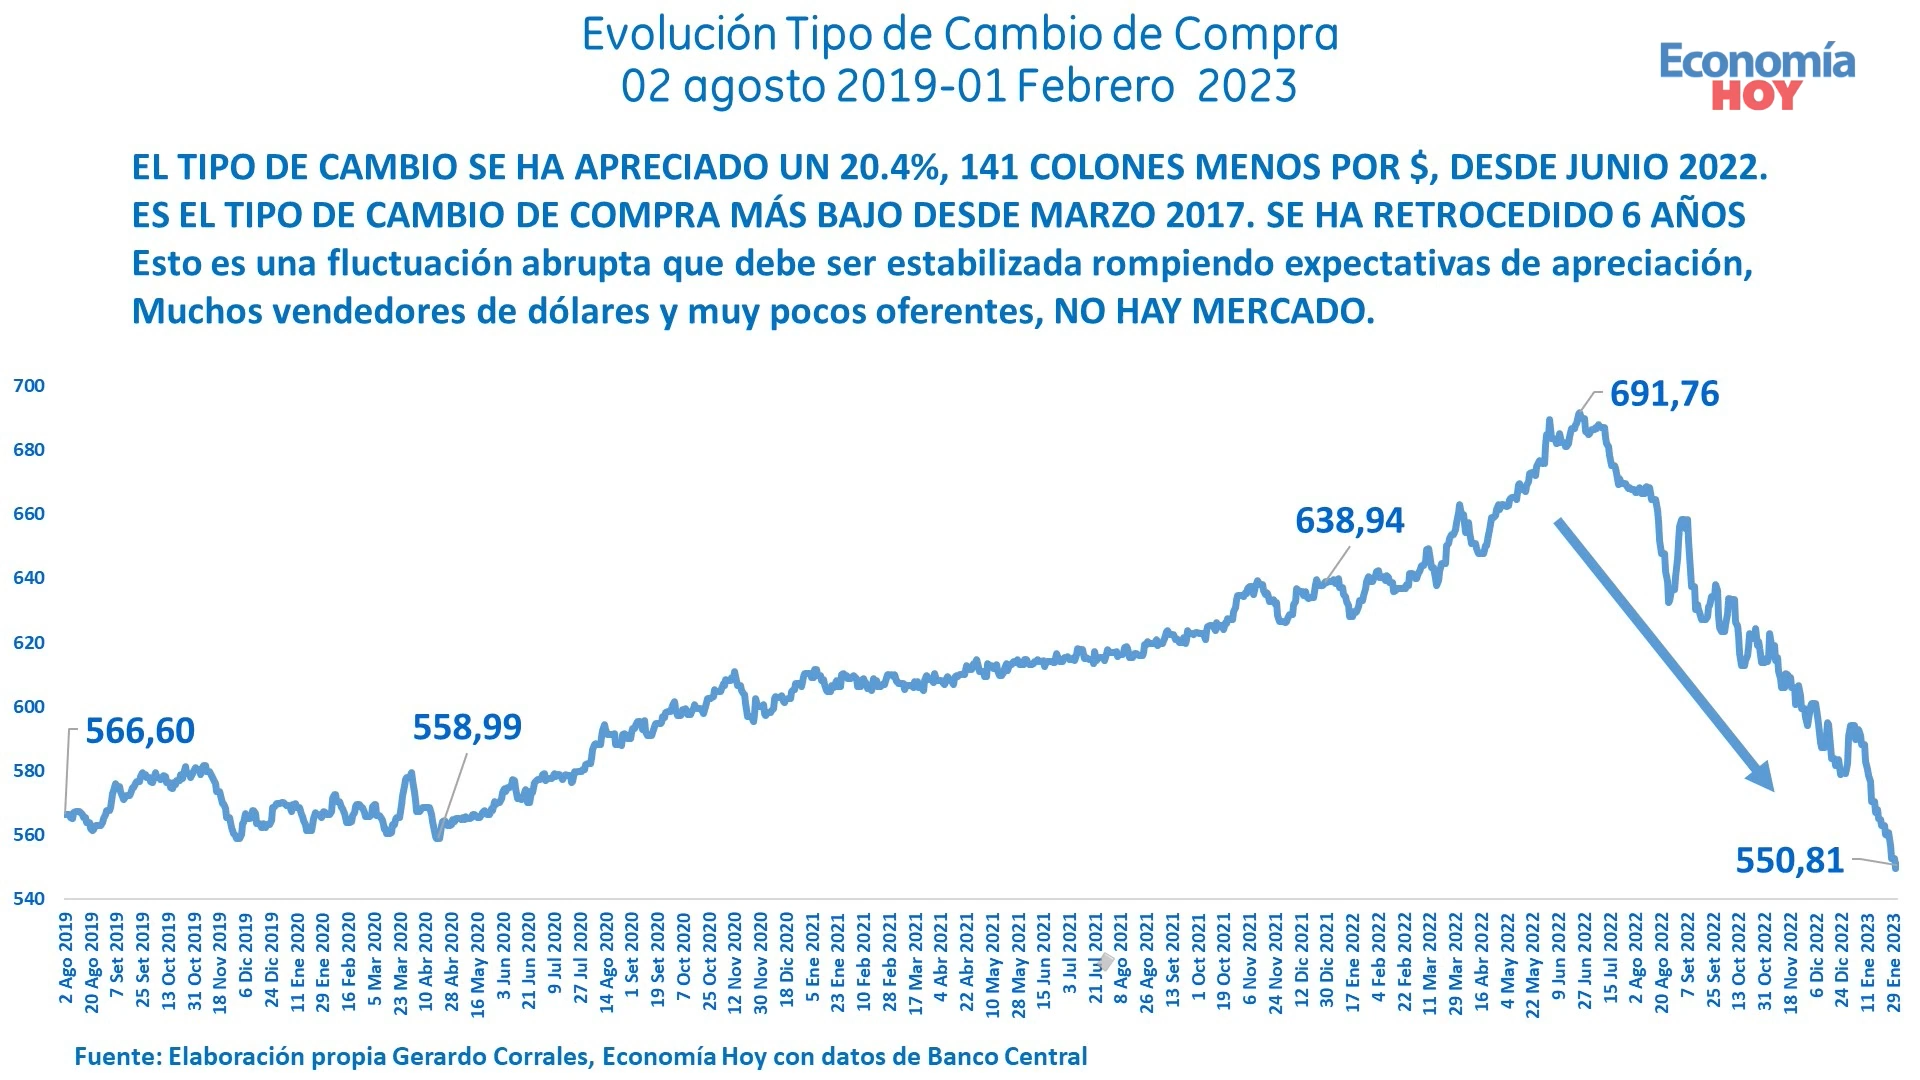 Evolución Tipo de Cambio de Compra
02 agosto 2019-01 Febrero 2023
Economía
HOY
EL TIPO DE CAMBIO SE HA APRECIADO UN 20.4%, 141 COLONES MENOS POR $, DESDE JUNIO 2022.
ES EL TIPO DE CAMBIO DE COMPRA MÁS BAJO DESDE MARZO 2017. SE HA RETROCEDIDO 6 AÑOS
Esto es una fluctuación abrupta que debe ser estabilizada rompiendo expectativas de apreciación,
Muchos vendedores de dólares y muy pocos oferentes, NO HAY MERCADO.
700
680
660
640
620
600
580
560
540
566,60
558,99
638,94
691,76
550,81
2 Ago 2019
20 Ago 2019
7 Set 2019
25 Set 2019
13 Oct 2019
31 Oct 2019
18 Nov 2019
6 Dic 2019
24 Dic 2019
11 Ene 2020
29 Ene 2020
16 Feb 2020
5 Mar 2020
23 Mar 2020
10 Abr 2020
28 Abr 2020
16 May 2020
3 Jun 2020
21 Jun 2020
9 Jul 2020
27 Jul 2020
14 Ago 2020
1 Set 2020
19 Set 2020
7 Oct 2020
25 Oct 2020
12 Nov 2020
30 Nov 2020
18 Dic 2020
5 Ene 2021
23 Ene 2021
10 Feb 2021
28 Feb 2021
17 Mar 2021
4 Abr 2021
22 Abr 2021
10 May 2021
28 May 2021
15 Jun 2021
3 Jul 2021
21 Jul 2021
8 Ago 2021
26 Ago 2021
13 Set 2021
1 Oct 2021
19 Oct 2021
6 Nov 2021
24 Nov 2021
12 Dic 2021
30 Dic 2021
17 Ene 2022
4 Feb 2022
22 Feb 2022
11 Mar 2022
29 Mar 2022
16 Abr 2022
4 May 2022
22 May 2022
9 Jun 2022
27 Jun 2022
15 Jul 2022
2 Ago 2022
20 Ago 2022
7 Set 2022
25 Set 2022
13 Oct 2022
31 Oct 2022
18 Nov 2022
6 Dic 2022
24 Dic 2022
11 Ene 2023
29 Ene 2023
Fuente: Elaboración propia Gerardo Corrales, Economía Hoy con datos de Banco Central